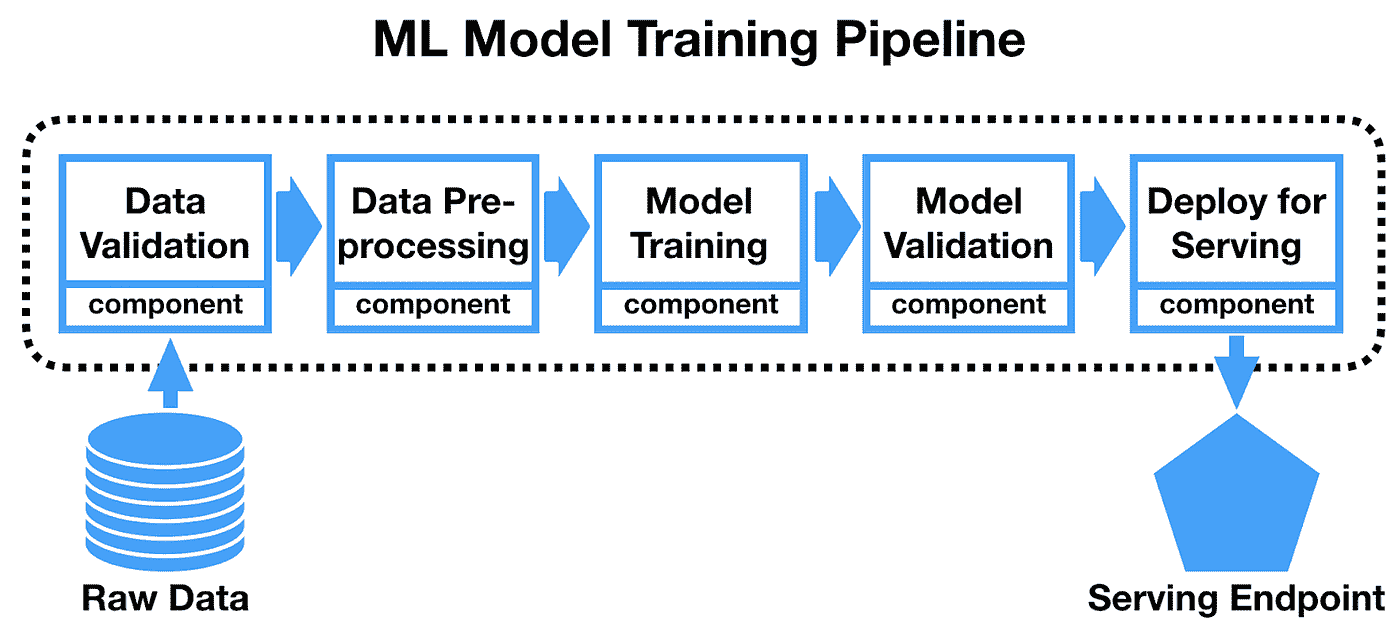 ML Model Training Pipeline
Data
Validation
component
Data Pre-
processing
component
Model
Training
component
Model
Validation
component
Deploy for
Serving
component
Raw Data
Serving Endpoint